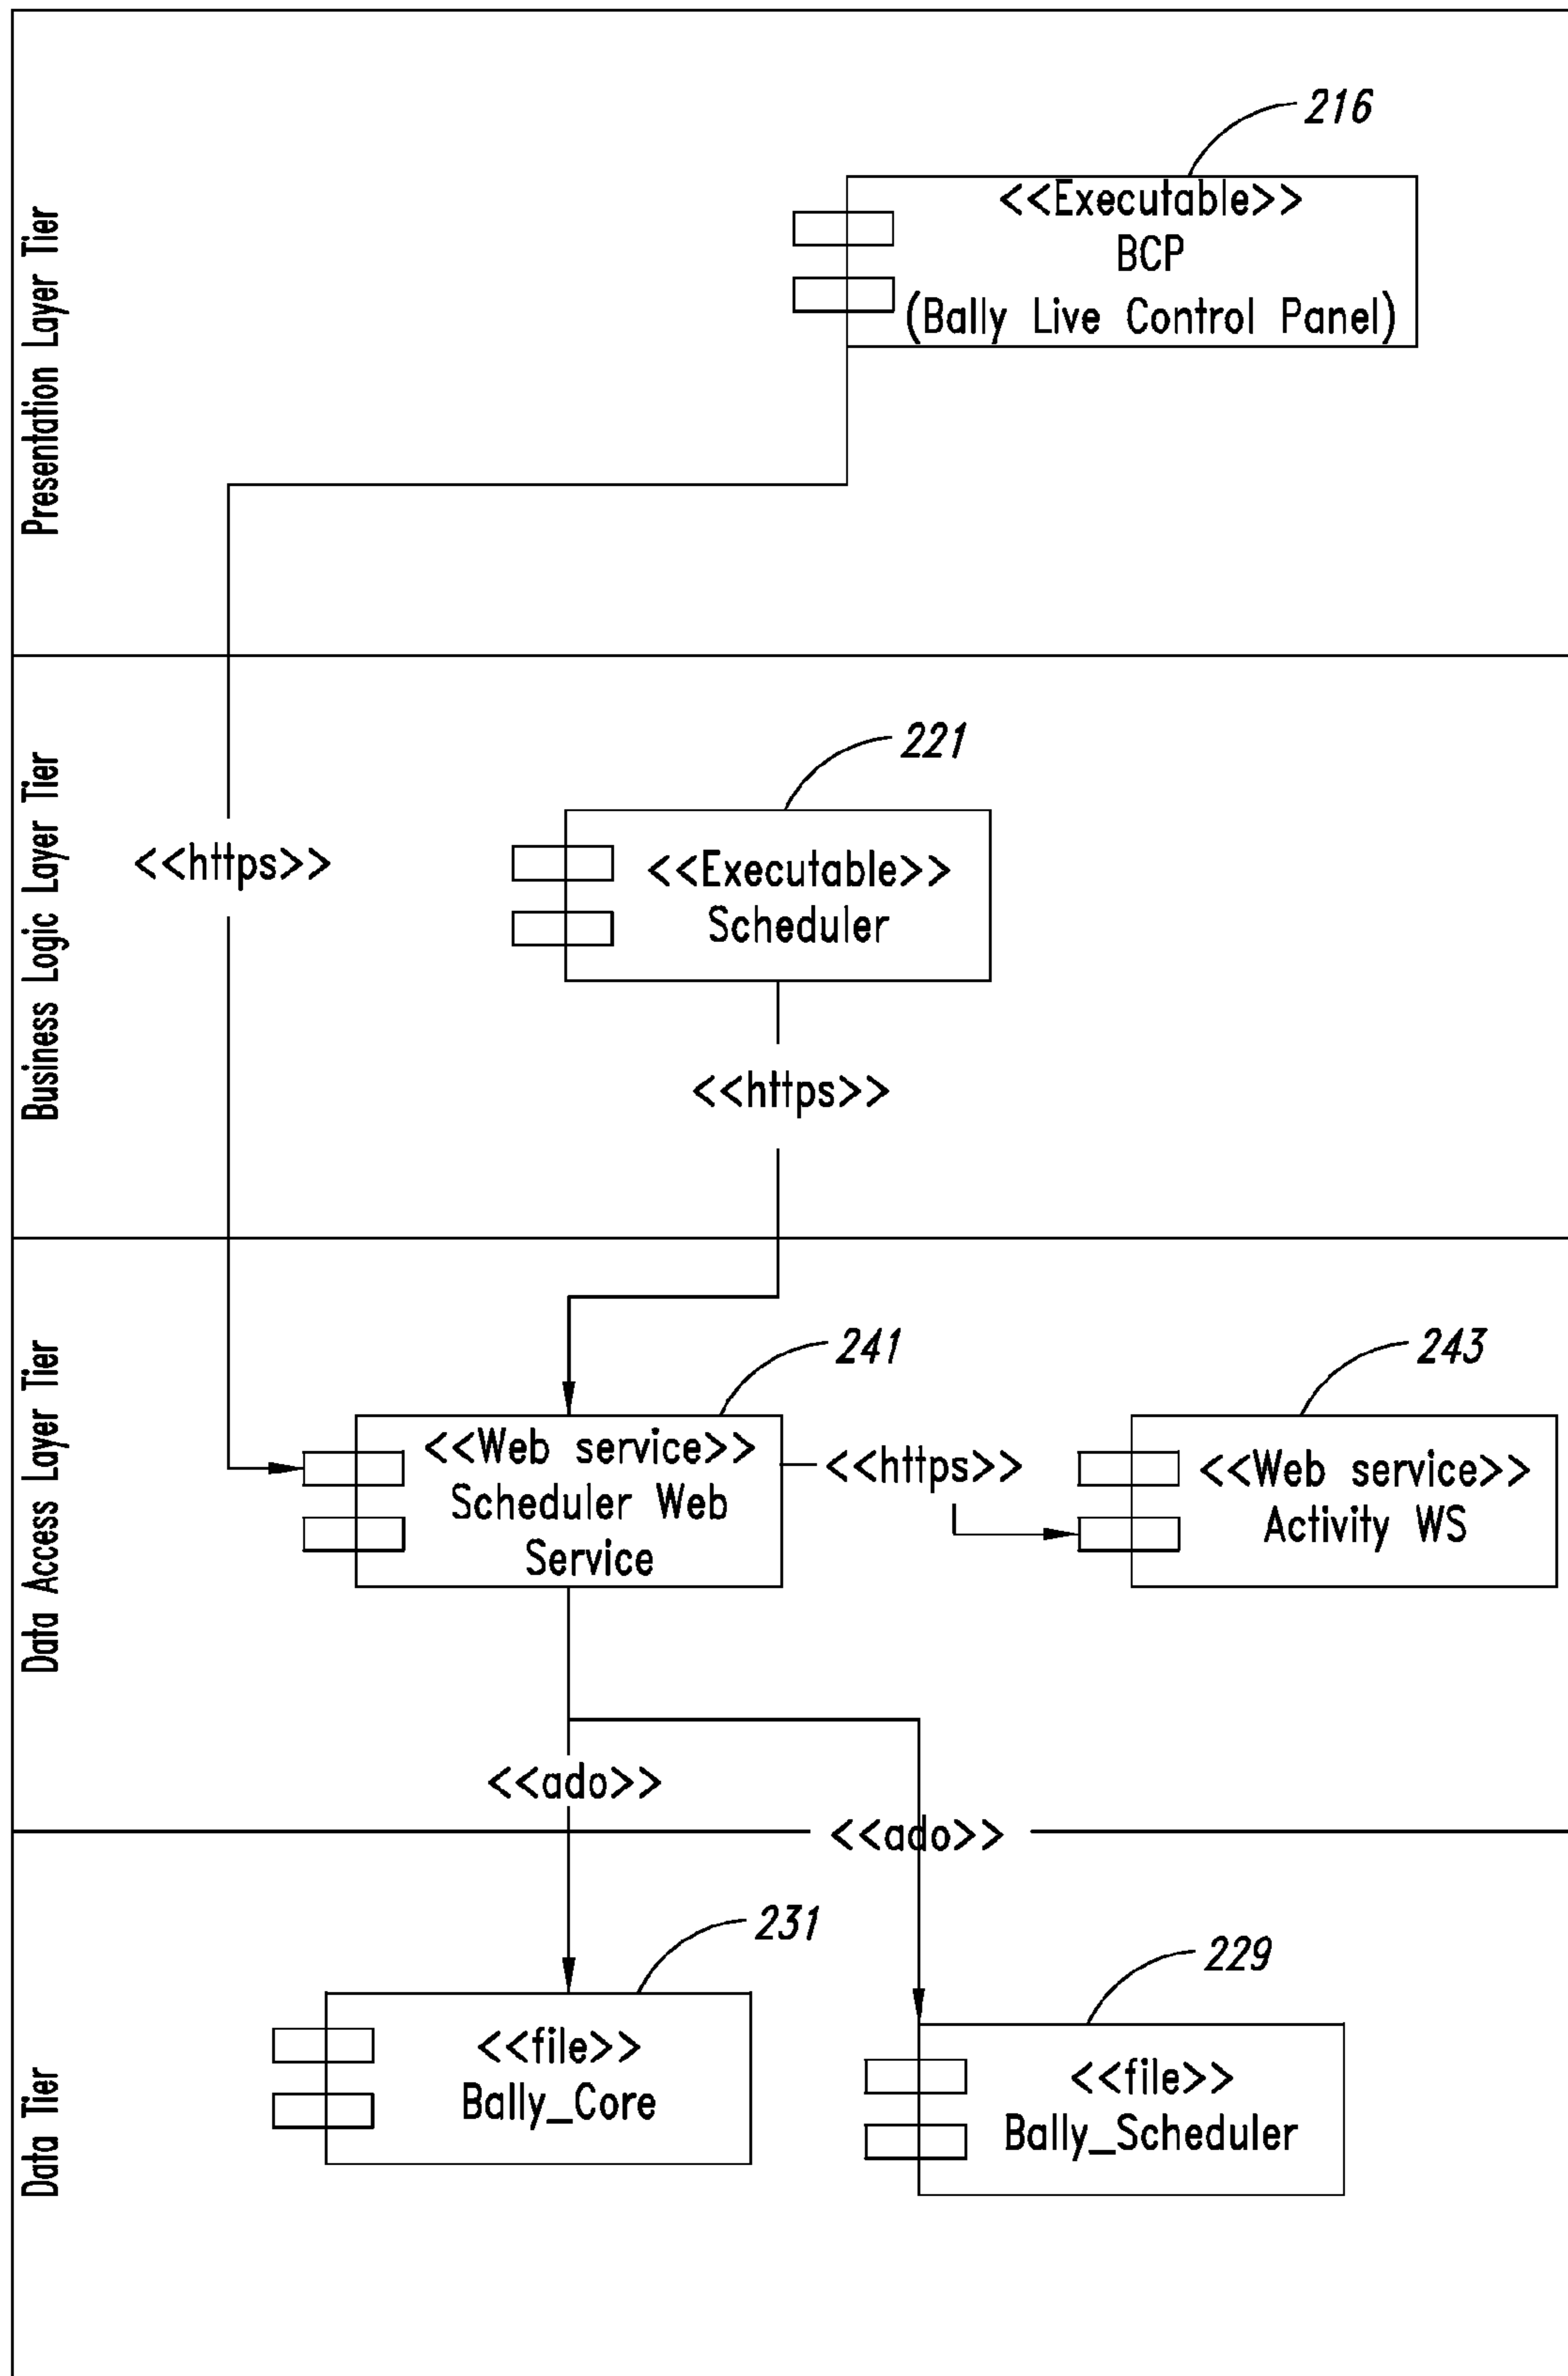 Presentation Layer Tier
216
<<Executable>>
BCP
(Bally Live Control Panel)
Business Logic Layer Tier
221
<<https>>
<<Executable>>
Scheduler
<<https>>
Data Access Layer Tier
241
243
<<Web service>>
Scheduler Web
Service
<<https>>
<<Web service>>
Activity WS
<<ado>>
<<ado>>
Data Tier
231
229
<<file>>
Bally_Core
<<file>>
Bally_Scheduler